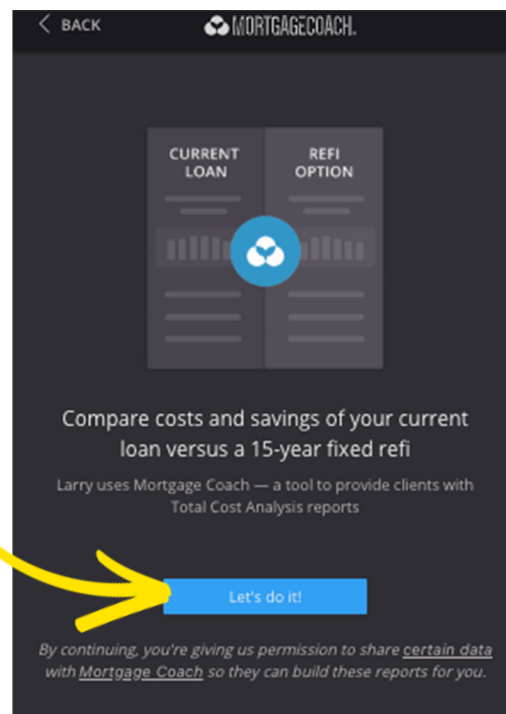 BACK
MORTGAGECOACH.
CURRENT
LOAN
REFI
OPTION
Compare costs and savings of your current
loan versus a 15-year fixed refi
Larry uses Mortgage Coach — a tool to provide clients with
Total Cost Analysis reports
Let's do it!
By continuing, you're giving us permission to share certain data
with Mortgage Coach so they can build these reports for you.